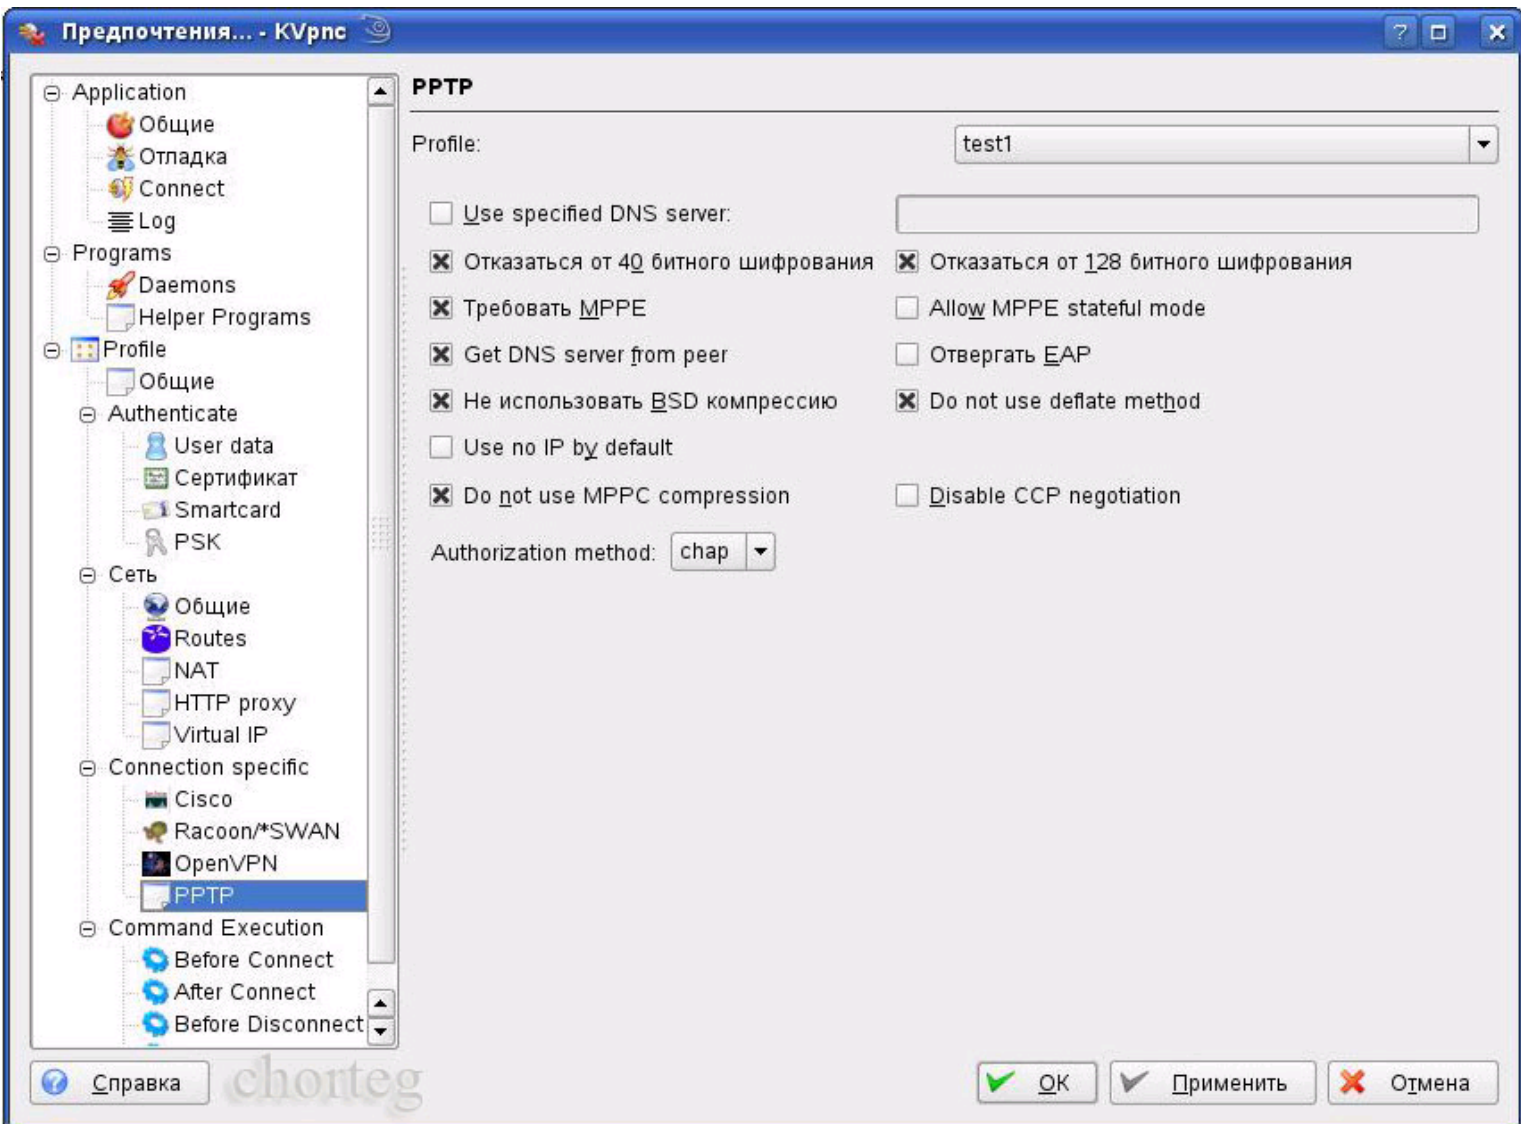 Предпочтения... - KVpnc
Application
Общие
Отладка
Connect
Log
Programs
Daemons
Helper Programs
Profile
Общие
Authenticate
User data
Сертификат
Smartcard
PSK
Сеть
Общие
Routes
NAT
HTTP proxy
Virtual IP
Connection specific
Cisco
Racoon/*SWAN
OpenVPN
PPTP
Command Execution
Before Connect
After Connect
Before Disconnect
PPTP
Profile: test1
Use specified DNS server:
Отказаться от 40 битного шифрования Отказаться от 128 битного шифрования
Требовать MPPE Allow MPPE stateful mode
Get DNS server from peer Отвергать EAP
Не использовать BSD компрессию Do not use deflate method
Use no IP by default
Do not use MPPC compression Disable CCP negotiation
Authorization method: chap
Справка chorteg OK Применить Отмена